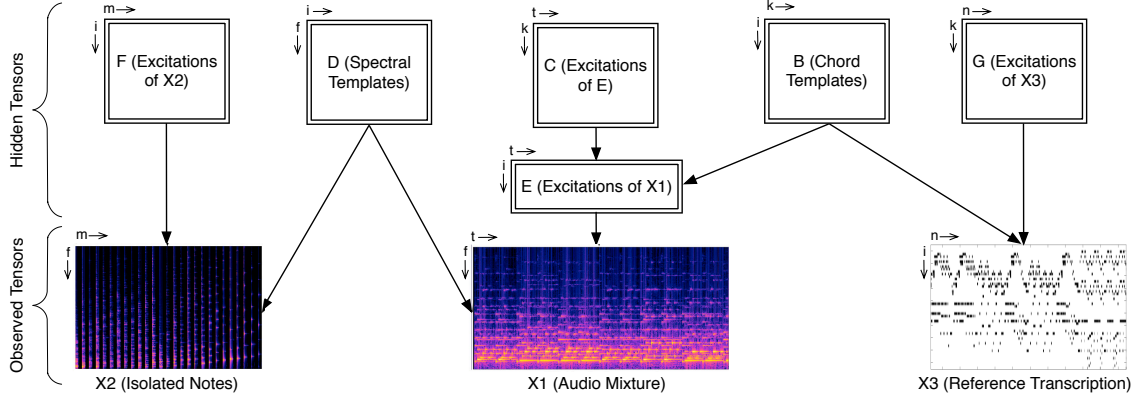 m
i
F (Excitations
of X2)
i
f
D (Spectral
Templates)
t
k
C (Excitations
of E)
k
i
B (Chord
Templates)
n
k
G (Excitations
of X3)
Hidden Tensors
t
i
E (Excitations of X1)
Observed Tensors
m
f
X2 (Isolated Notes)
t
f
X1 (Audio Mixture)
n
i
X3 (Reference Transcription)